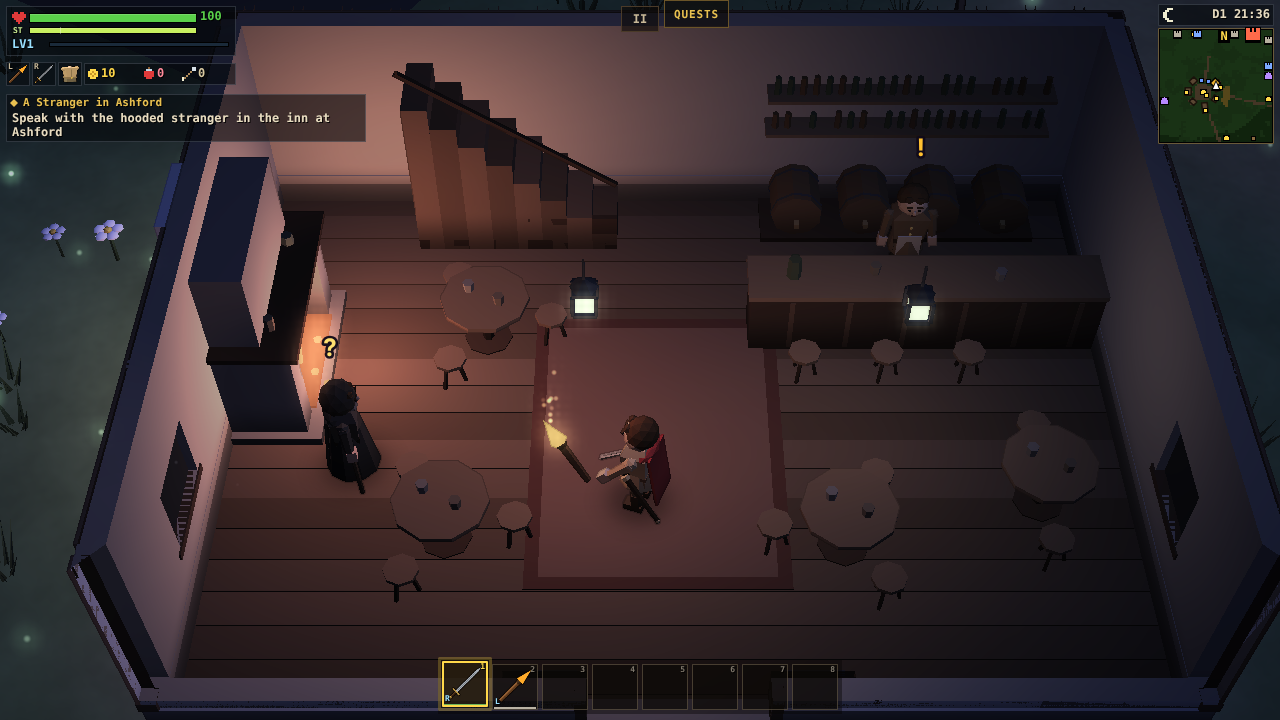 100
ST
LV1
II
QUESTS
D1 21:36
N
L
R
10
0
0
◆ A Stranger in Ashford
Speak with the hooded stranger in the inn at
Ashford
!
?
1
R
2
L
3
4
5
6
7
8